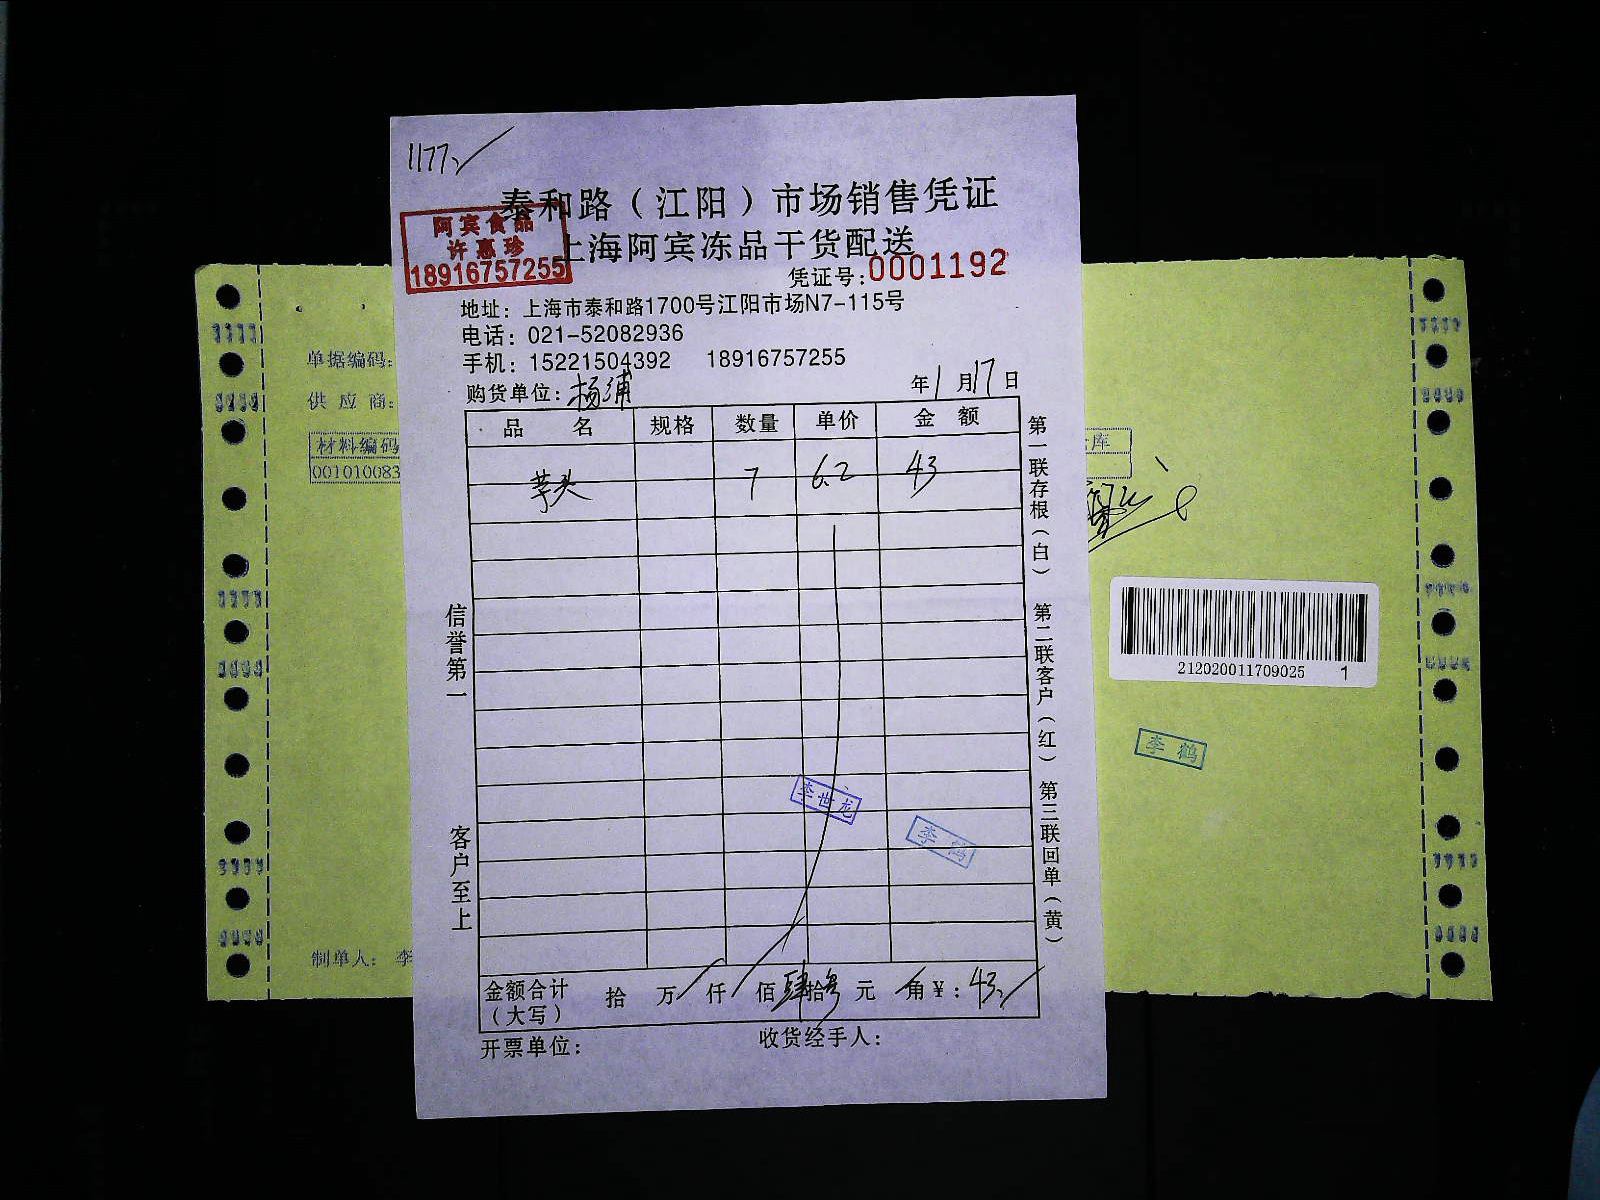 1177
泰和路（江阳）市场销售凭证
阿宾食品
许惠珍
18916757255
上海阿宾冻品干货配送
凭证号:0001192
地址：上海市泰和路1700号江阳市场N7-115号
电话：021-52082936
手机：15221504392 18916757255
购货单位：杨浦 年1月17日
品 名 规格 数量 单价 金 额
芋头 7 6.2 43
第一联存根（白） 第二联客户（红） 第三联回单（黄）
信誉第一
客户至上
李世龙
李鹤
金额合计（大写） 拾 万 仟 佰 肆拾叁 元 角 ¥：43
开票单位： 收货经手人：
单据编码：
供 应 商：
材料编码
001010083
库
212020011709025 1
李鹤
制单人： 李